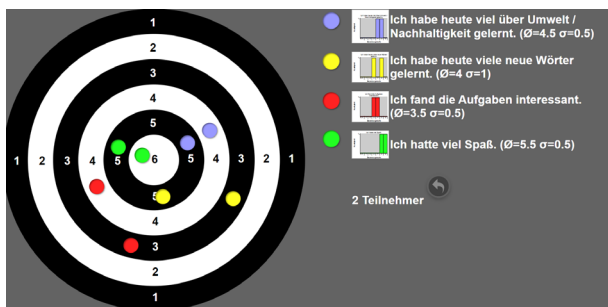 1
2
3
4
5
1 2 3 4 5 6 5 4 3 2 1
5
3
2
1
Ich habe heute viel über Umwelt /
Nachhaltigkeit gelernt. (Ø=4.5 σ=0.5)
Ich habe heute viele neue Wörter
gelernt. (Ø=4 σ=1)
Ich fand die Aufgaben interessant.
(Ø=3.5 σ=0.5)
Ich hatte viel Spaß. (Ø=5.5 σ=0.5)
2 Teilnehmer